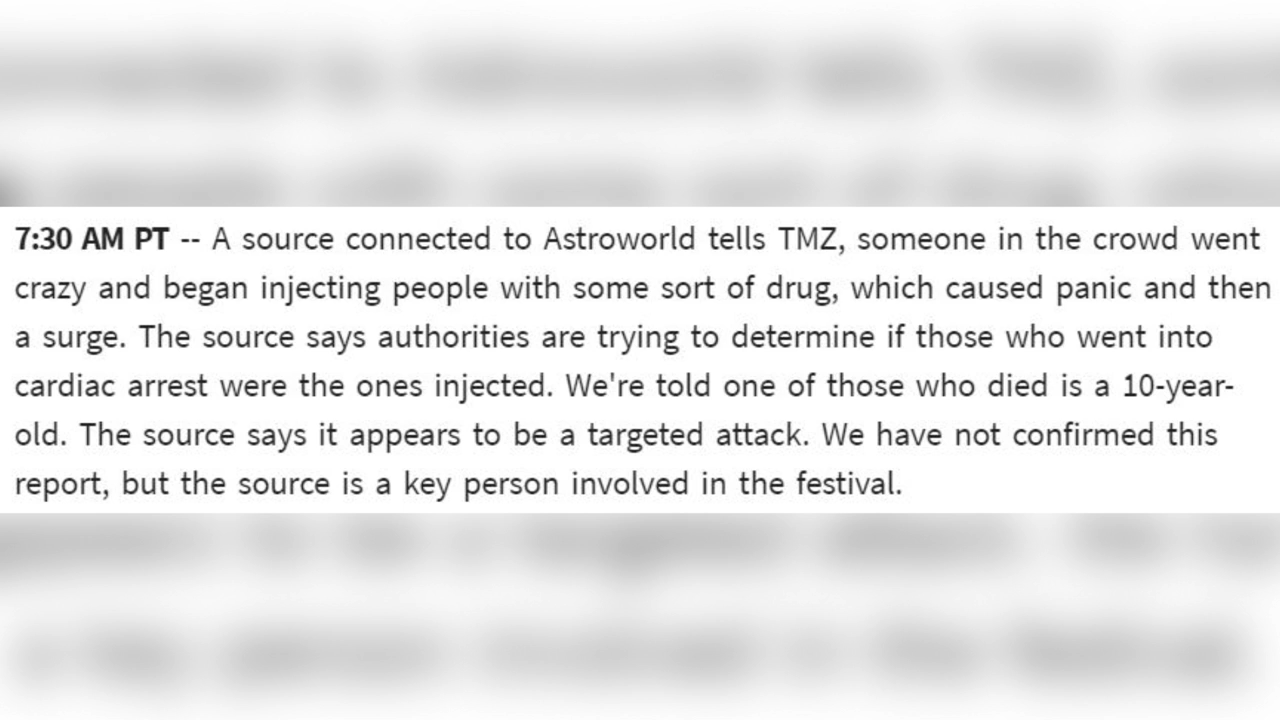 7:30 AM PT -- A source connected to Astroworld tells TMZ, someone in the crowd went
crazy and began injecting people with some sort of drug, which caused panic and then
a surge. The source says authorities are trying to determine if those who went into
cardiac arrest were the ones injected. We're told one of those who died is a 10-year-
old. The source says it appears to be a targeted attack. We have not confirmed this
report, but the source is a key person involved in the festival.